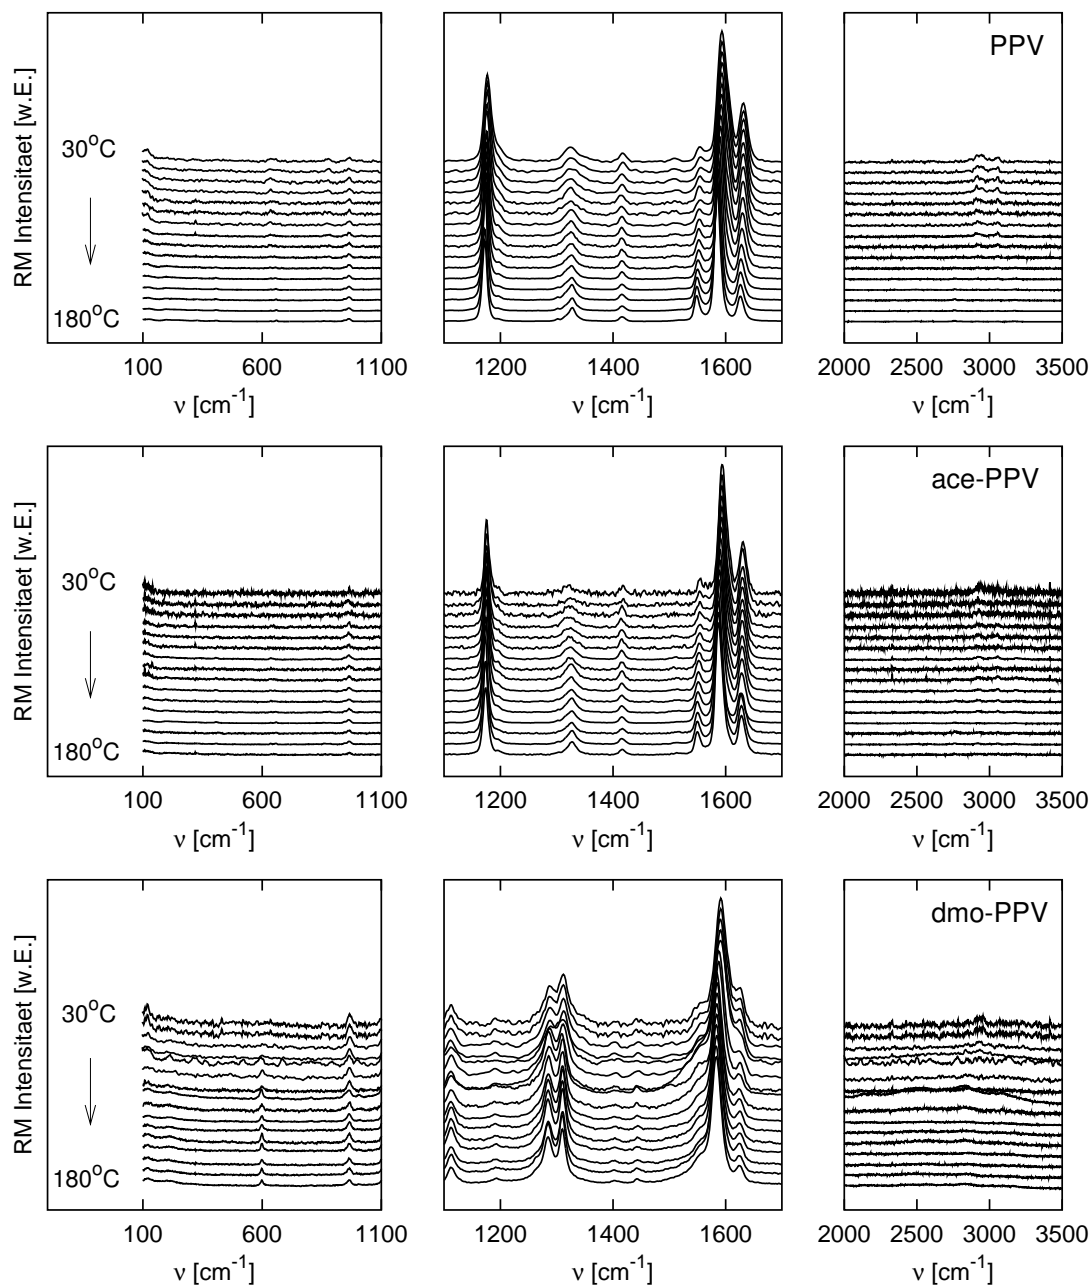 PPV
RM Intensitaet [w.E.]
30°C
180°C
100 600 1100
1200 1400 1600
2000 2500 3000 3500
ν [cm⁻¹]
ν [cm⁻¹]
ν [cm⁻¹]
ace-PPV
RM Intensitaet [w.E.]
30°C
180°C
100 600 1100
1200 1400 1600
2000 2500 3000 3500
ν [cm⁻¹]
ν [cm⁻¹]
ν [cm⁻¹]
dmo-PPV
RM Intensitaet [w.E.]
30°C
180°C
100 600 1100
1200 1400 1600
2000 2500 3000 3500
ν [cm⁻¹]
ν [cm⁻¹]
ν [cm⁻¹]